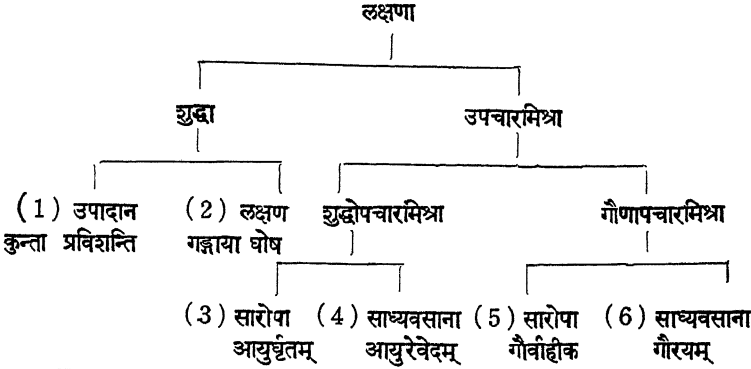 लक्षणा
शुद्धा उपचारमिश्रा
(1) उपादान (2) लक्षण शुद्धोपचारमिश्रा गौणापचारमिश्रा
कुन्ता प्रविशन्ति गङ्गाया घोष
(3) सारोपा (4) साध्यवसाना (5) सारोपा (6) साध्यवसाना
आयुर्घृतम् आयुरेवेदम् गौर्वाहीक गौरयम्